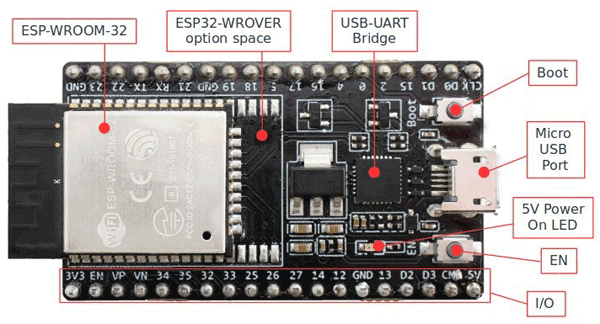 ESP-WROOM-32
ESP32-WROVER
option space
USB-UART
Bridge
GND 23 22 TX RX 21 GND 19 18 5 17 16 4 0 2 15 D1 D0 CLK
Boot
Boot
WiFi ESP-WROOM-32
CE
Micro
USB
Port
5V Power
On LED
EN
EN
3V3 EN VP VN 34 35 32 33 25 26 27 14 12 GND 13 D2 D3 CMD 5V
I/O